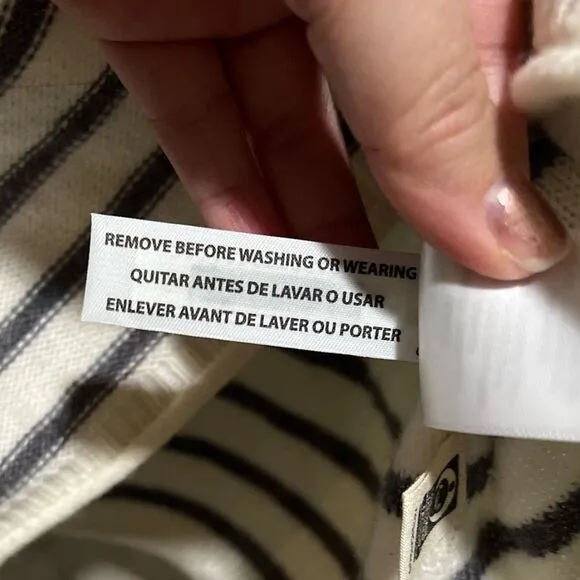 REMOVE BEFORE WASHING OR WEARING
QUITAR ANTES DE LAVAR O USAR
ENLEVER AVANT DE LAVER OU PORTER